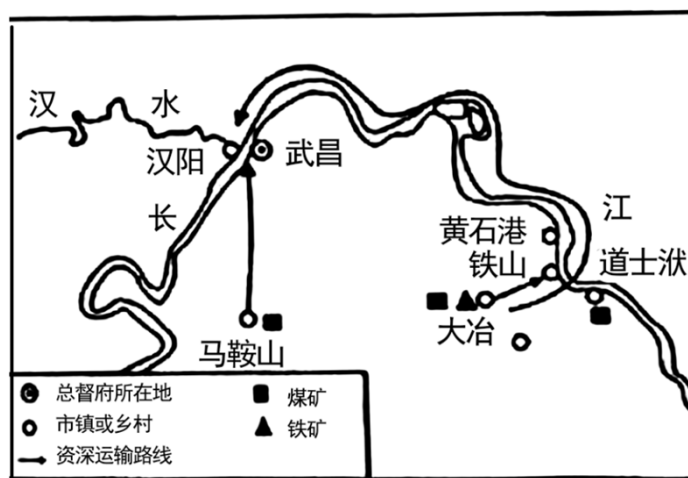 汉 水
汉阳
武昌
长
江
黄石港
铁山
道士洑
大冶
马鞍山
总督府所在地
煤矿
市镇或乡村
铁矿
资深运输路线